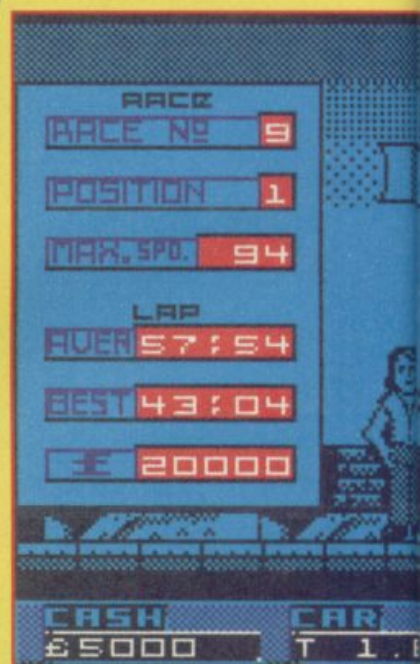 RACE
RACE Nº 9
POSITION 1
MAX. SPD. 94
LAP
AVER 57:54
BEST 43:04
£ 20000
CASH CAR
£5000 T 1.